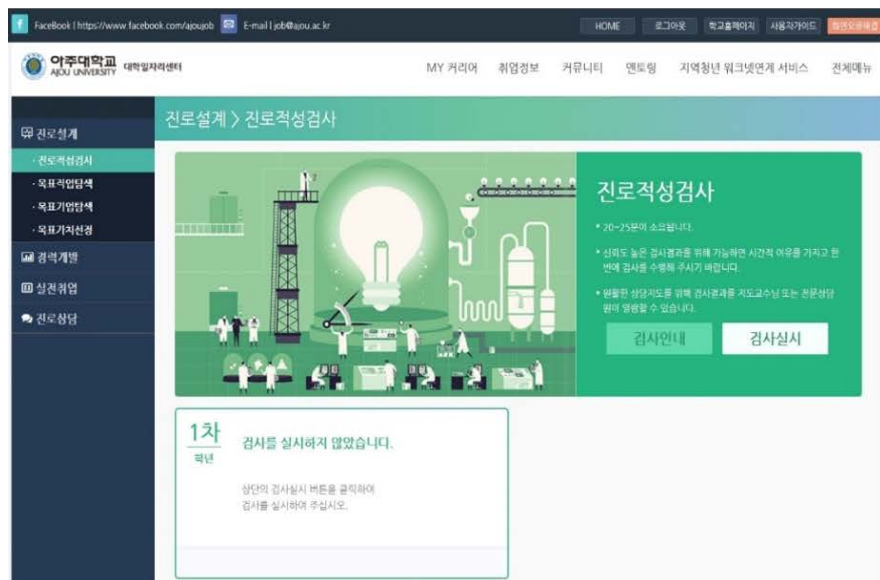 FaceBook | https://www.facebook.com/ajoujob E-mail | job@ajou.ac.kr
HOME 로그아웃 학교홈페이지 사용자가이드
아주대학교 대학일자리센터
AJOU UNIVERSITY
MY 커리어 취업정보 커뮤니티 멘토링 지역청년 워크넷연계 서비스 전체메뉴
진로설계 > 진로적성검사
진로설계
· 진로적성검사
· 목표직업탐색
· 목표기업탐색
· 목표가치선정
경력개발
실전취업
진로상담
진로적성검사
• 20~25분이 소요됩니다.
• 신뢰도 높은 검사결과를 위해 가능하면 시간적 여유를 가지고 한
번에 검사를 수행해 주시기 바랍니다.
• 원활한 상담지도를 위해 검사결과를 지도교수님 또는 전문상담
원이 열람할 수 있습니다.
검사안내 검사실시
1차
학년
검사를 실시하지 않았습니다.
상단의 검사실시 버튼을 클릭하여
검사를 실시하여 주십시오.